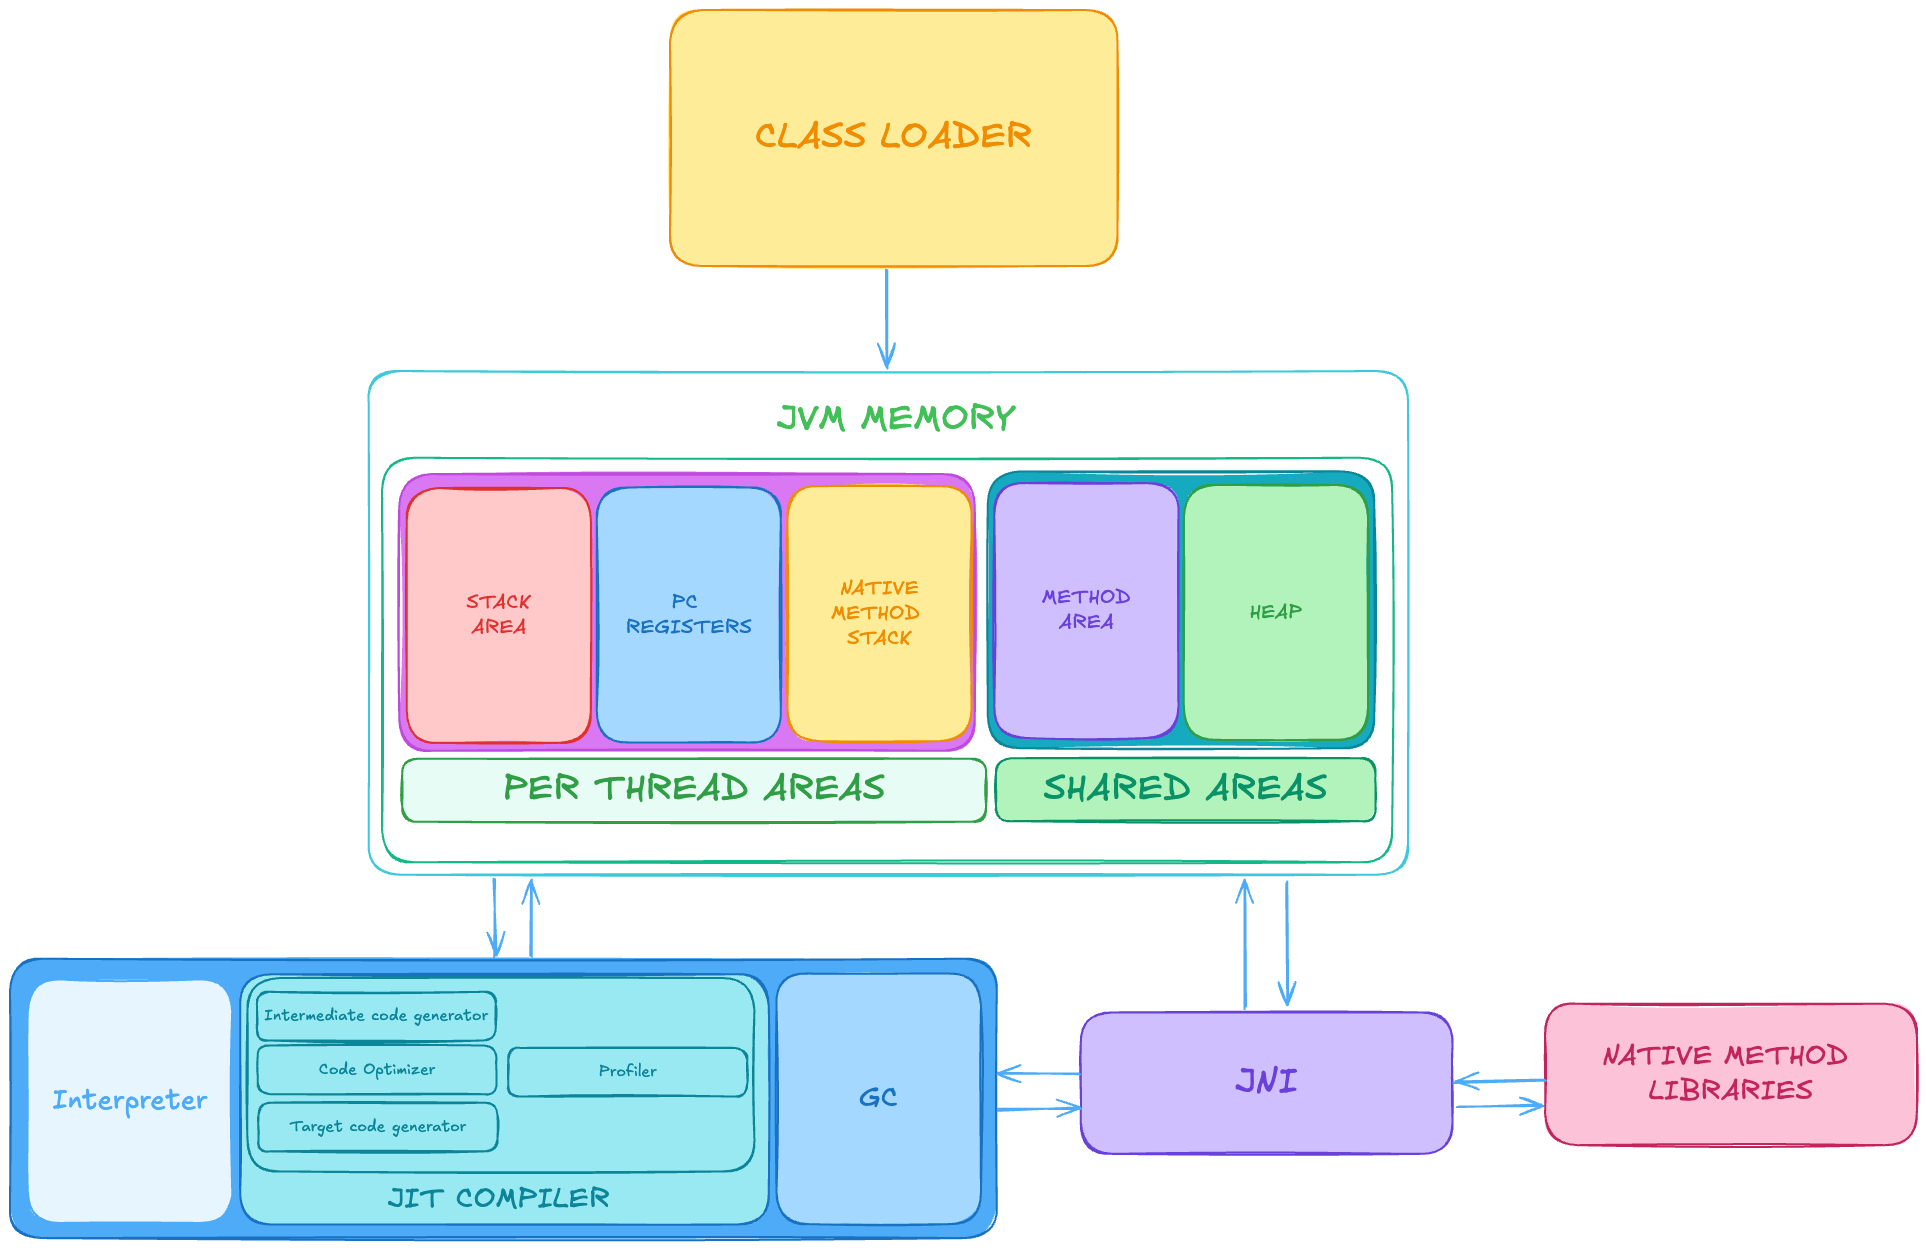 CLASS LOADER
JVM MEMORY
STACK
AREA
PC
REGISTERS
NATIVE
METHOD
STACK
METHOD
AREA
HEAP
PER THREAD AREAS
SHARED AREAS
Interpreter
Intermediate code generator
Code Optimizer
Target code generator
Profiler
JIT COMPILER
GC
JNI
NATIVE METHOD
LIBRARIES